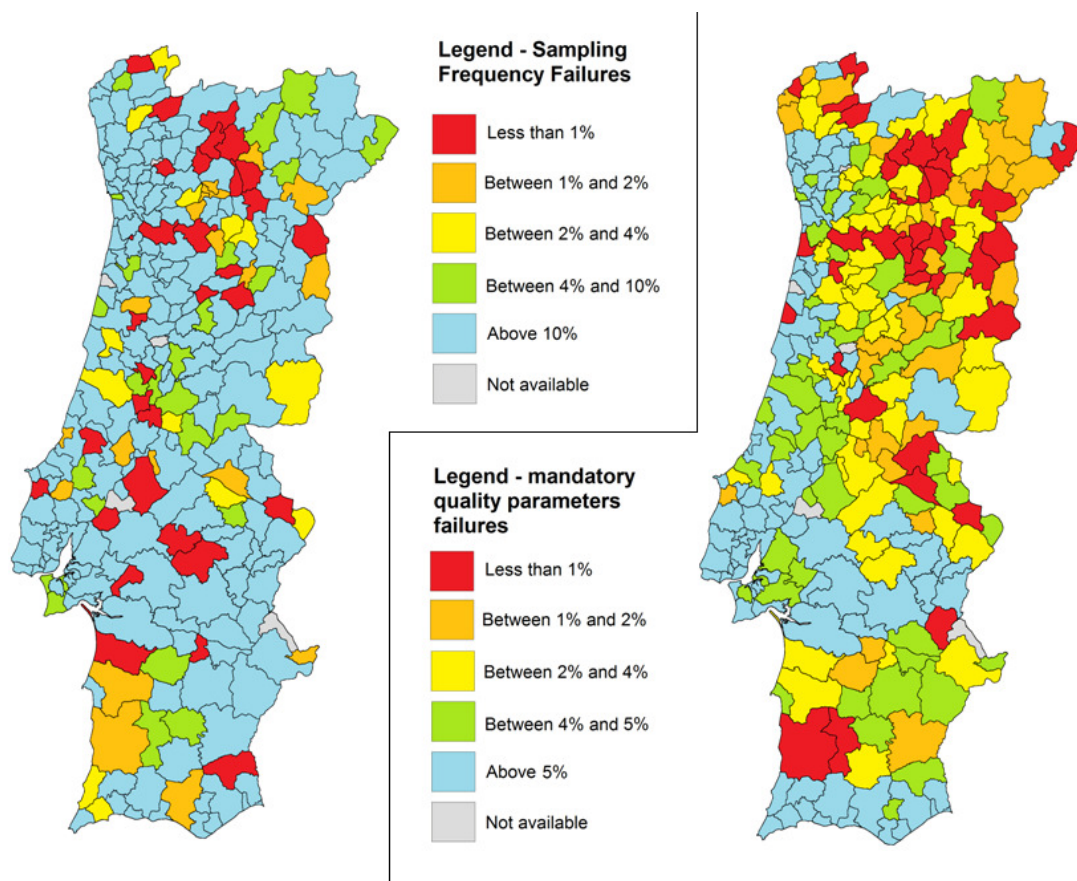 Legend - Sampling
Frequency Failures
Less than 1%
Between 1% and 2%
Between 2% and 4%
Between 4% and 10%
Above 10%
Not available
Legend - mandatory
quality parameters
failures
Less than 1%
Between 1% and 2%
Between 2% and 4%
Between 4% and 5%
Above 5%
Not available